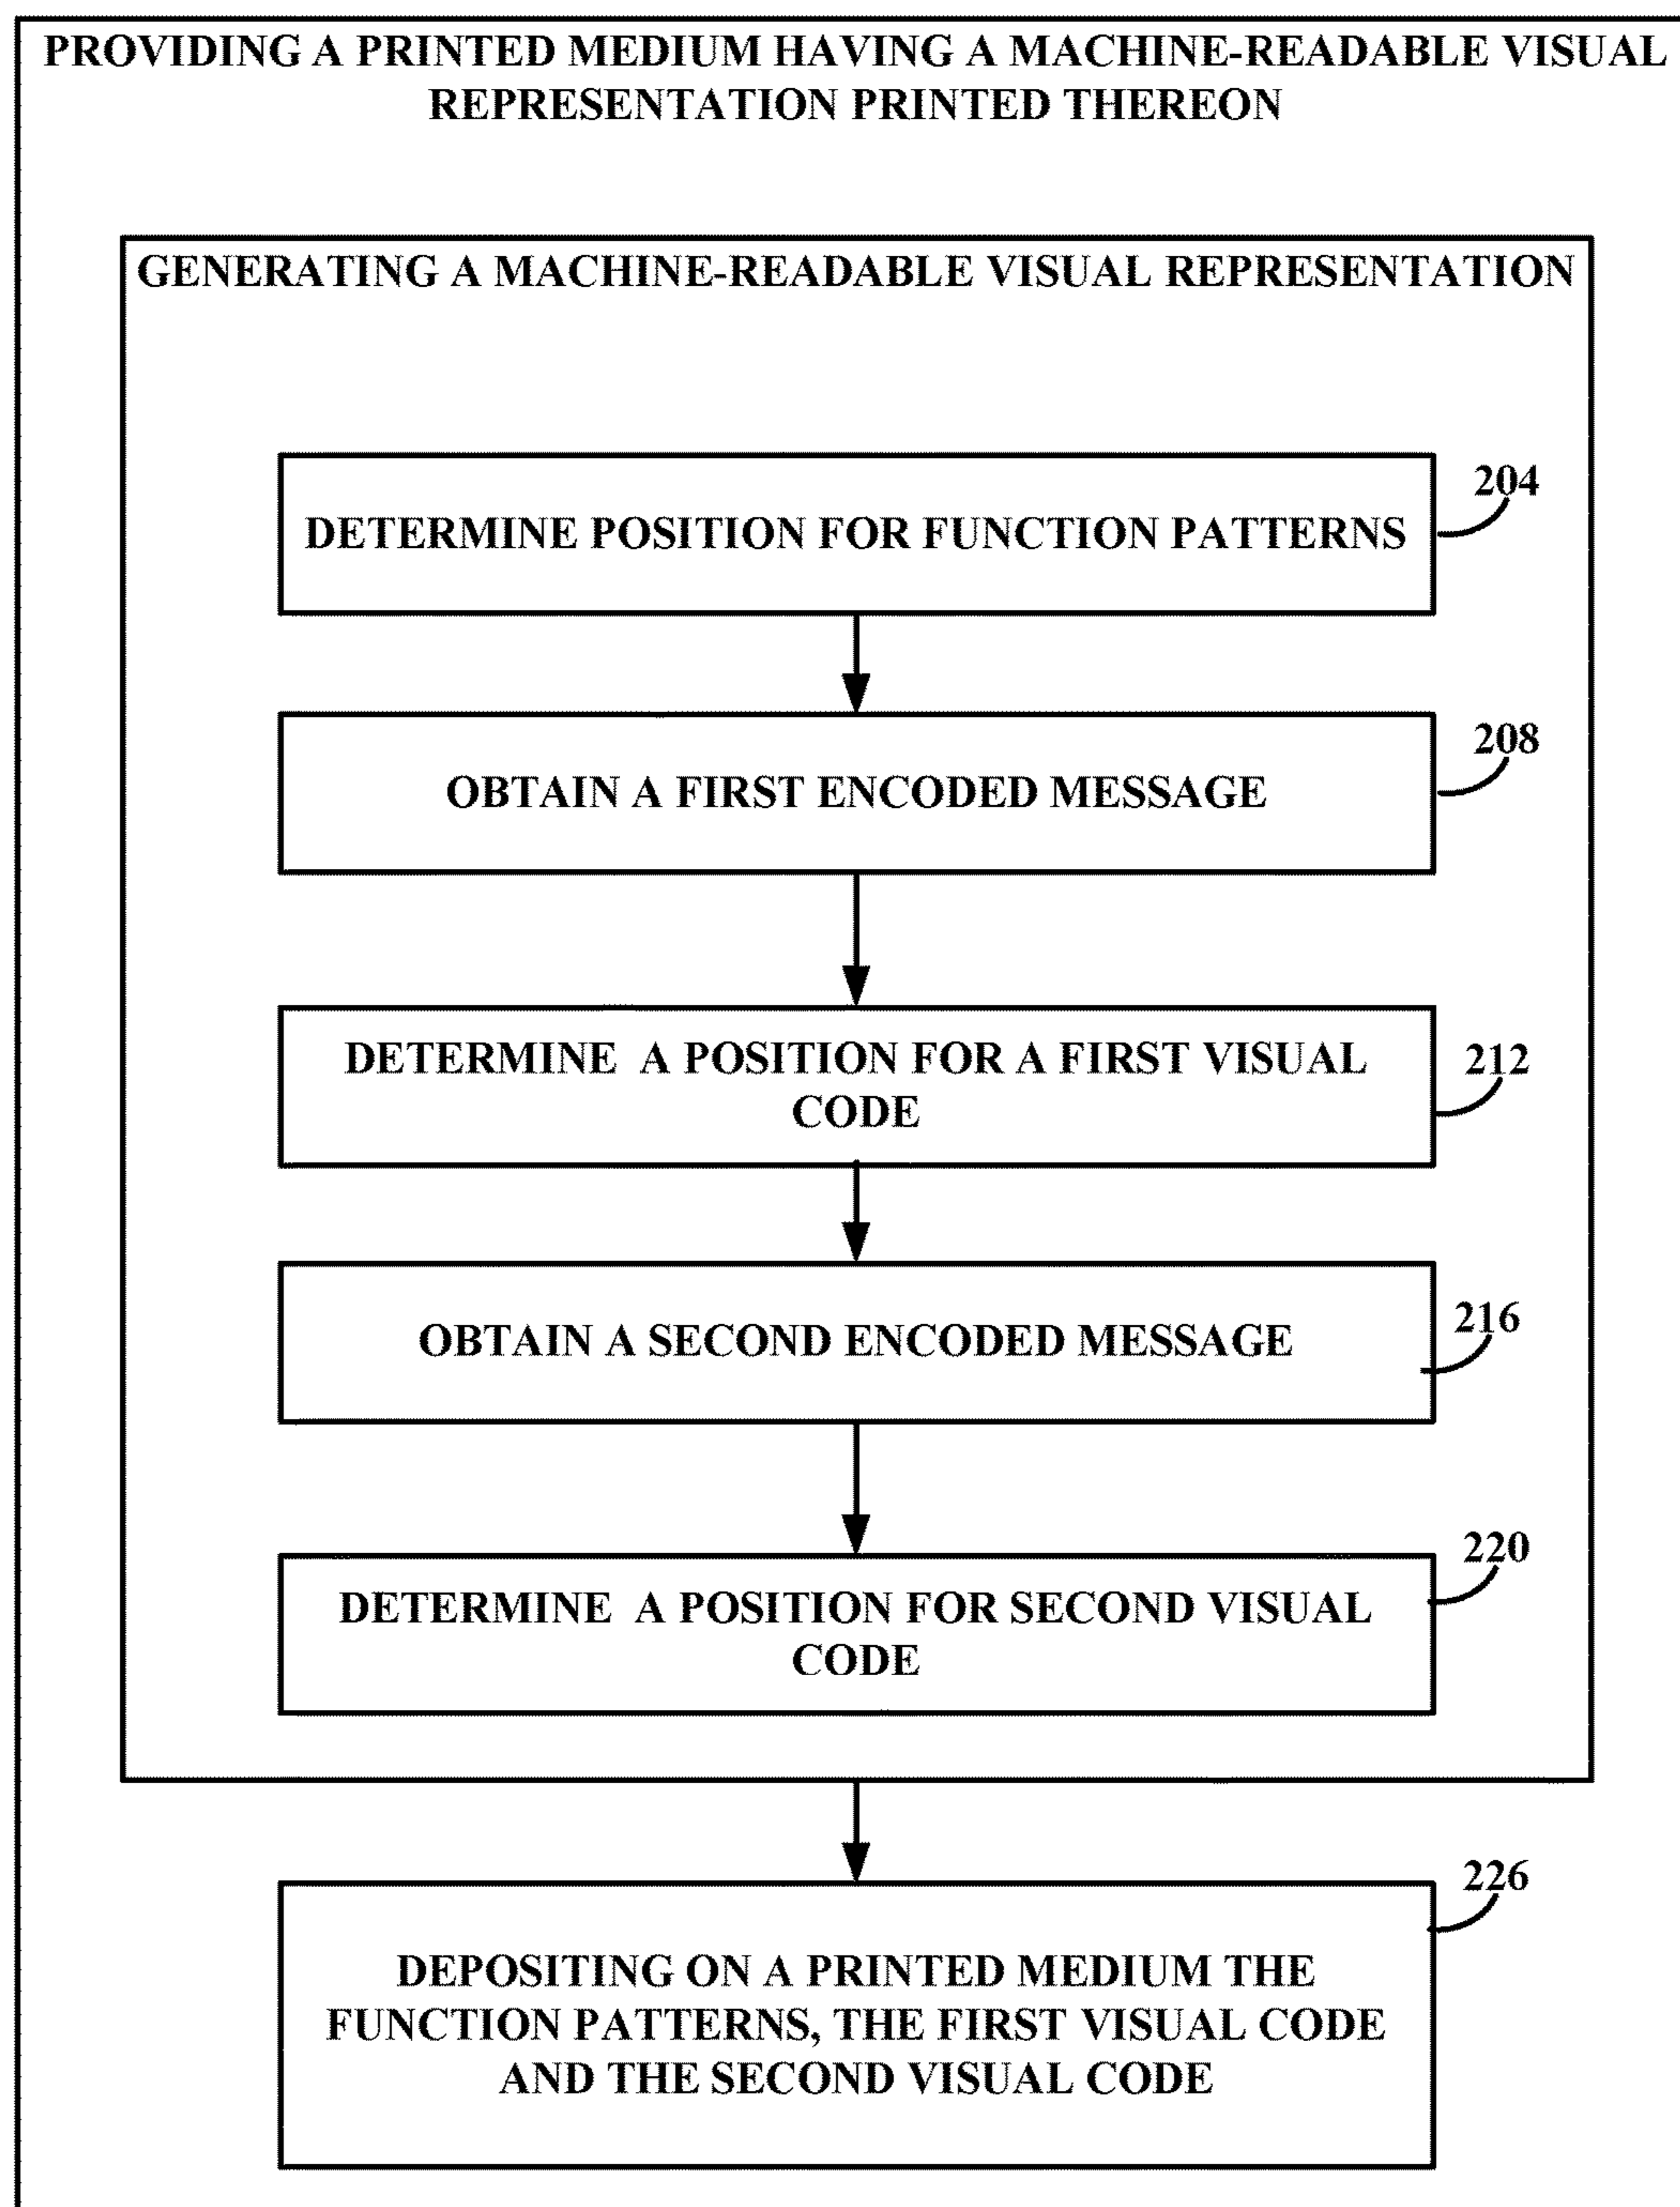 PROVIDING A PRINTED MEDIUM HAVING A MACHINE-READABLE VISUAL
REPRESENTATION PRINTED THEREON
GENERATING A MACHINE-READABLE VISUAL REPRESENTATION
204
DETERMINE POSITION FOR FUNCTION PATTERNS
208
OBTAIN A FIRST ENCODED MESSAGE
DETERMINE A POSITION FOR A FIRST VISUAL
CODE
212
OBTAIN A SECOND ENCODED MESSAGE
216
220
DETERMINE A POSITION FOR SECOND VISUAL
CODE
226
DEPOSITING ON A PRINTED MEDIUM THE
FUNCTION PATTERNS, THE FIRST VISUAL CODE
AND THE SECOND VISUAL CODE